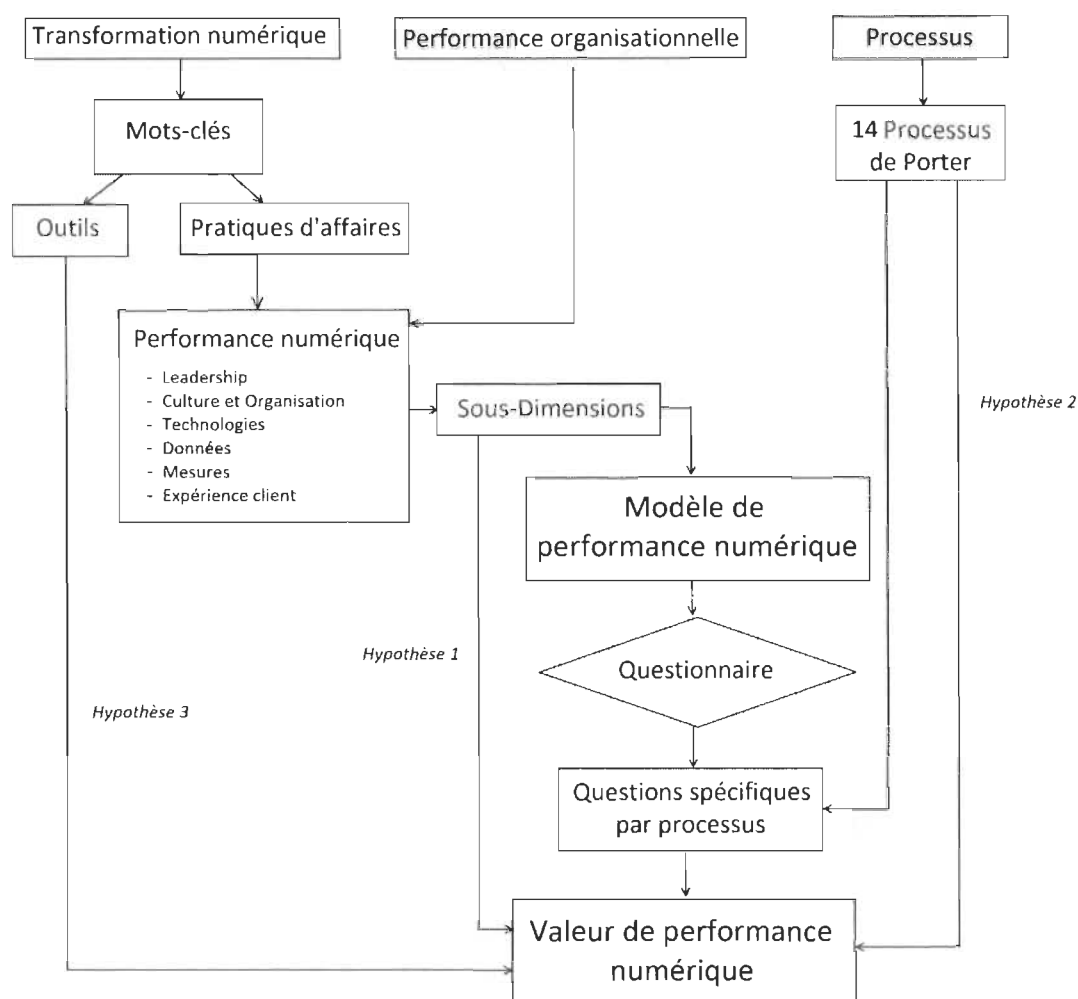 Transformation numérique
Performance organisationnelle
Processus
Mots-clés
14 Processus
de Porter
Outils
Pratiques d'affaires
Performance numérique
- Leadership
- Culture et Organisation
- Technologies
- Données
- Mesures
- Expérience client
Sous-Dimensions
Hypothèse 2
Modèle de
performance numérique
Hypothèse 1
Questionnaire
Hypothèse 3
Questions spécifiques
par processus
Valeur de performance
numérique